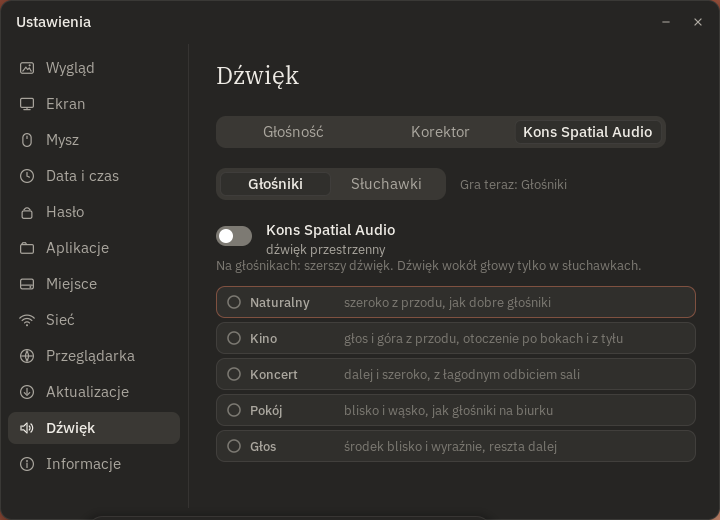 Ustawienia
Wygląd
Ekran
Mysz
Data i czas
Hasło
Aplikacje
Miejsce
Sieć
Przeglądarka
Aktualizacje
Dźwięk
Informacje
Dźwięk
Głośność Korektor Kons Spatial Audio
Głośniki Słuchawki Gra teraz: Głośniki
Kons Spatial Audio
dźwięk przestrzenny
Na głośnikach: szerszy dźwięk. Dźwięk wokół głowy tylko w słuchawkach.
Naturalny szeroko z przodu, jak dobre głośniki
Kino głos i góra z przodu, otoczenie po bokach i z tyłu
Koncert dalej i szeroko, z łagodnym odbiciem sali
Pokój blisko i wąsko, jak głośniki na biurku
Głos środek blisko i wyraźnie, reszta dalej